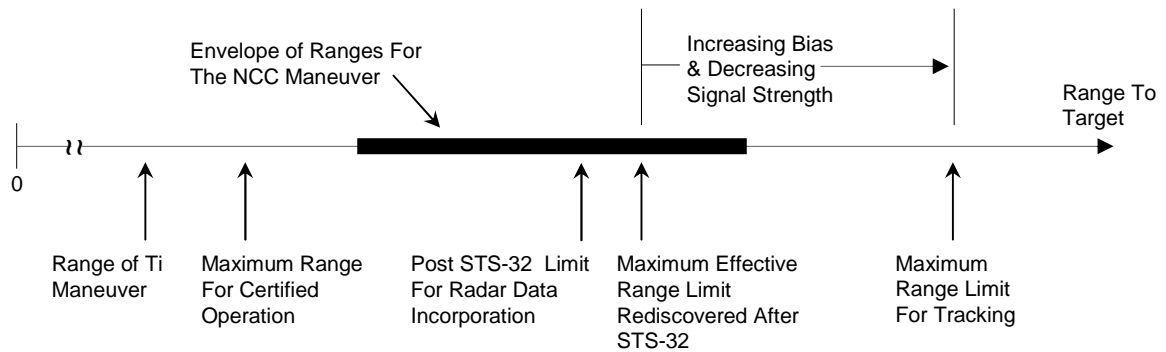 Envelope of Ranges For
The NCC Maneuver
Increasing Bias
& Decreasing
Signal Strength
Range To
Target
0
Range of Ti
Maneuver
Maximum Range
For Certified
Operation
Post STS-32 Limit
For Radar Data
Incorporation
Maximum Effective
Range Limit
Rediscovered After
STS-32
Maximum
Range Limit
For Tracking